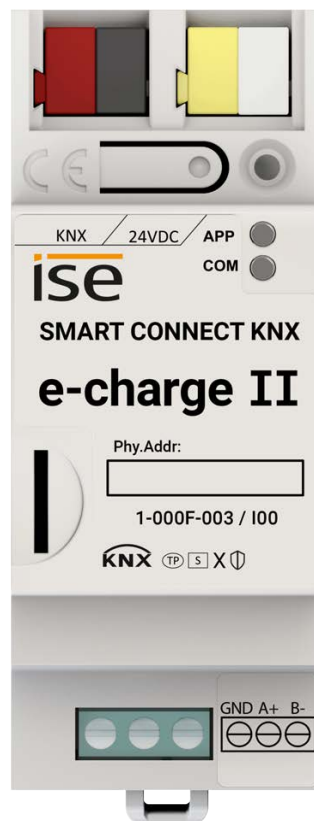 CE
KNX 24VDC APP
COM
ise
SMART CONNECT KNX
e-charge II
Phy.Addr:
1-000F-003 / I00
KNX TP S X
GND A+ B-